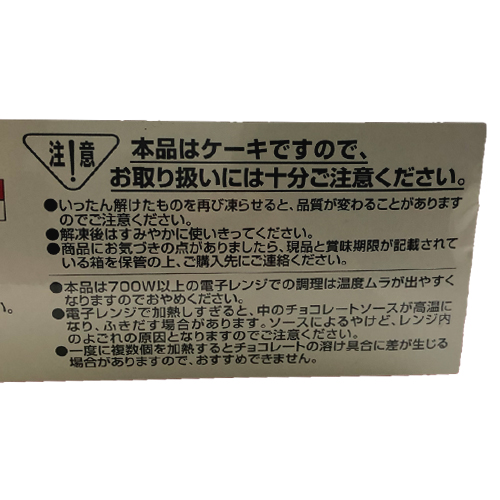 注！意
本品はケーキですので、
お取り扱いには十分ご注意ください。
●いったん解けたものを再び凍らせると、品質が変わることがあります
のでご注意ください。
●解凍後はすみやかに使いきってください。
●商品にお気づきの点がありましたら、現品と賞味期限が記載されて
ている箱を保管の上、ご購入先にご連絡ください。
●本品は700W以上の電子レンジでの調理は温度ムラが出やすく
なりますのでおやめください。
●電子レンジで加熱しすぎると、中のチョコレートソースが高温に
なり、ふきだす場合があります。ソースによるやけど、レンジ内
のよごれの原因となりますのでご注意ください。
●一度に複数個を加熱するとチョコレートの溶け具合に差が生じる
場合がありますので、おすすめできません。
い。